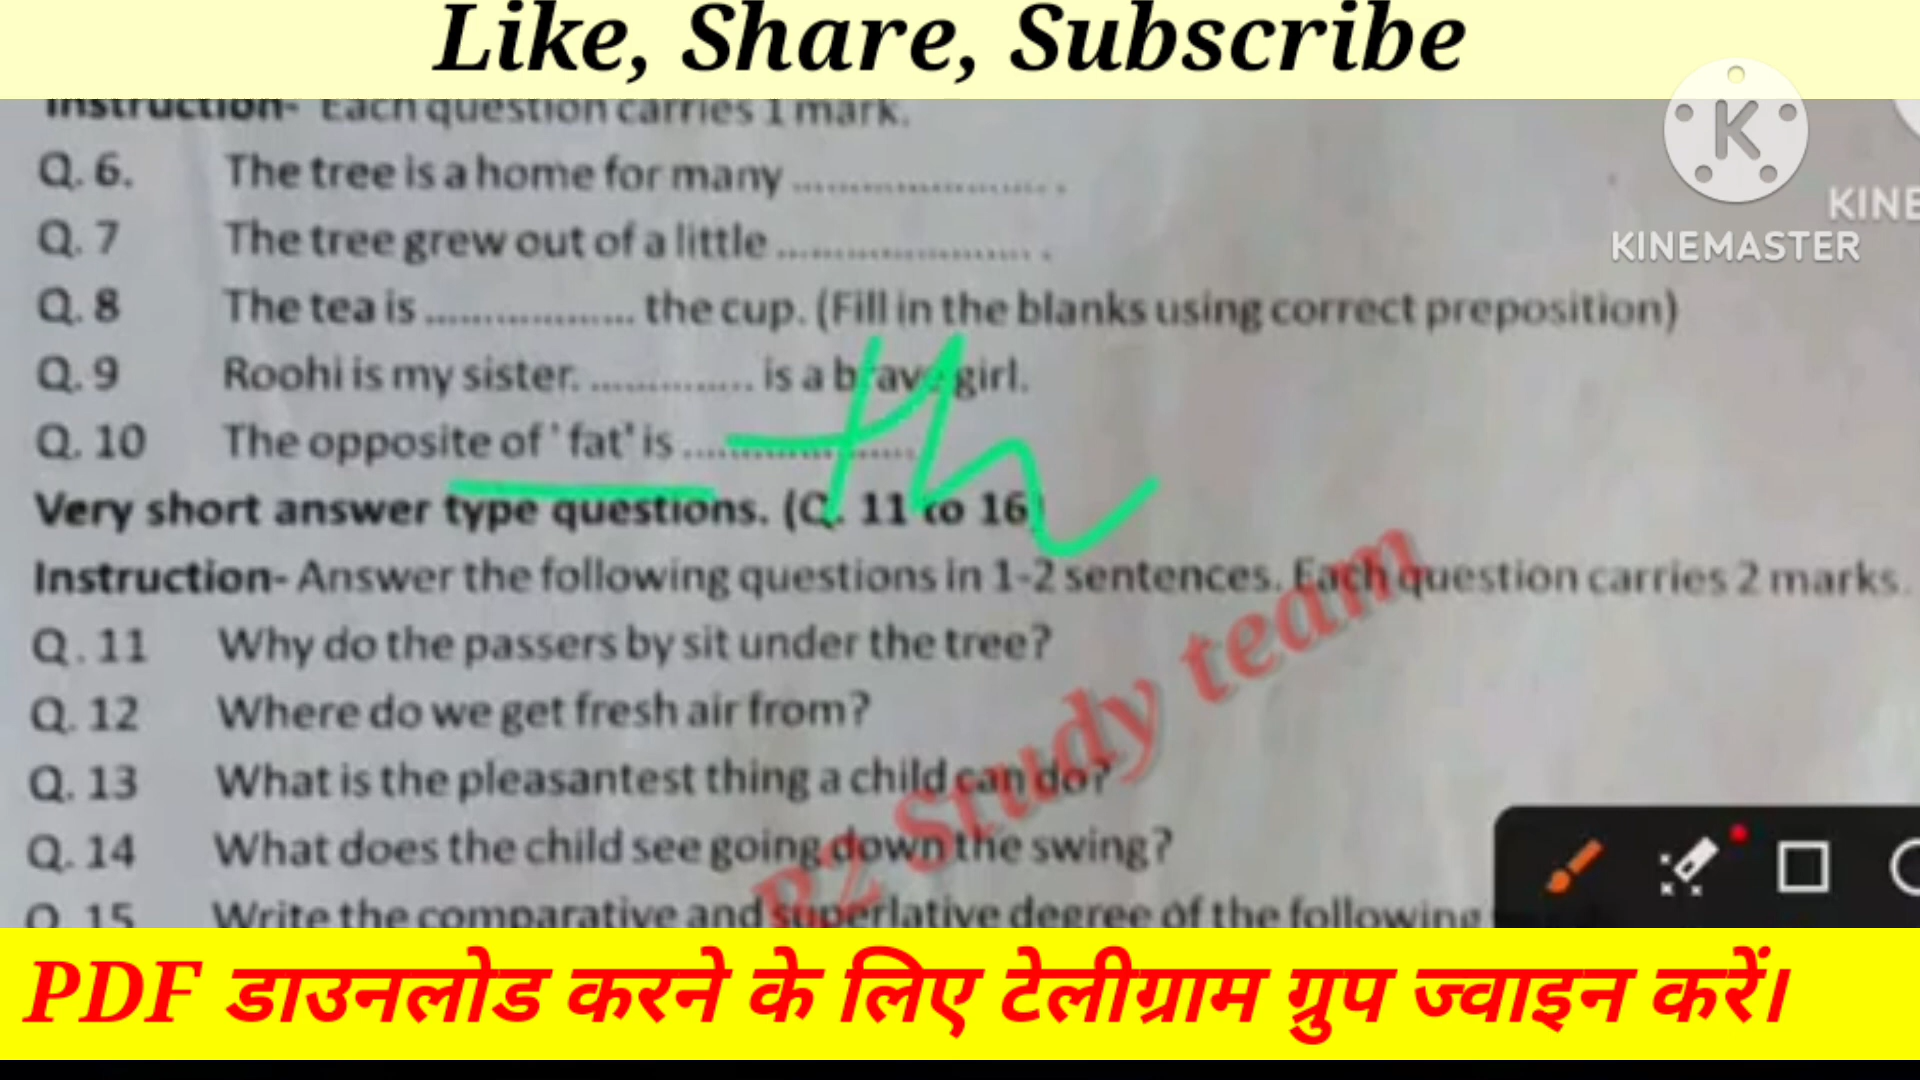 Like, Share, Subscribe
Instruction- Each question carries 1 mark.
KINEMASTER
KINE
Q. 6. The tree is a home for many ........................ .
Q. 7 The tree grew out of a little ........................ .
Q. 8 The tea is .................. the cup. (Fill in the blanks using correct preposition)
Q. 9 Roohi is my sister. .............. is a brave girl.
Q. 10 The opposite of ' fat' is ....................
th
Very short answer type questions. (Q. 11 to 16)
Instruction- Answer the following questions in 1-2 sentences. Each question carries 2 marks.
Q. 11 Why do the passers by sit under the tree?
Q. 12 Where do we get fresh air from?
Q. 13 What is the pleasantest thing a child can do?
Q. 14 What does the child see going down the swing?
Q. 15 Write the comparative and superlative degree of the following
R2 Study team
PDF डाउनलोड करने के लिए टेलीग्राम ग्रुप ज्वाइन करें।